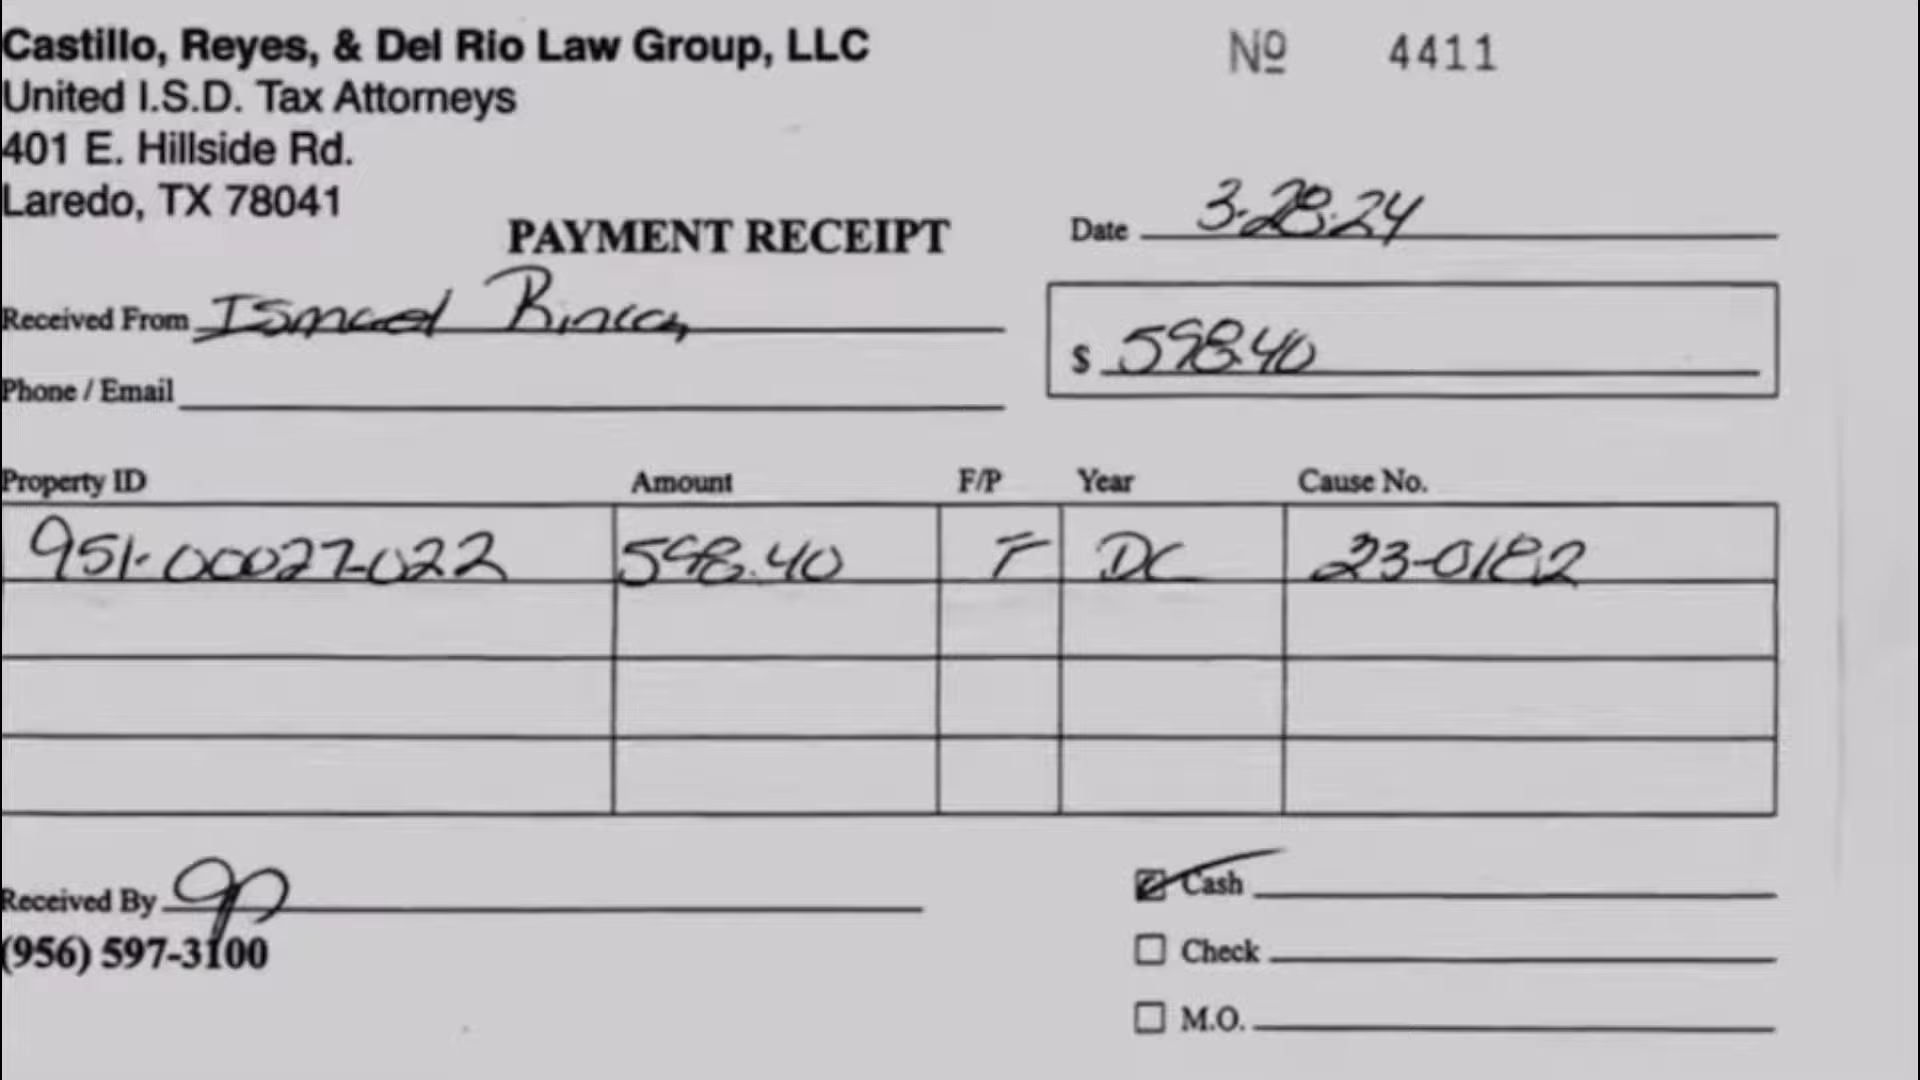 Castillo, Reyes, & Del Rio Law Group, LLC
Nº 4411
United I.S.D. Tax Attorneys
401 E. Hillside Rd.
Laredo, TX 78041
PAYMENT RECEIPT
Date 3-28-24
Received From Ismael
$ 598.40
Phone / Email
Property ID Amount F/P Year Cause No.
951-00027-022 598.40 F DC 23-0182
Received By
Cash
(956) 597-3100
Check
M.O.